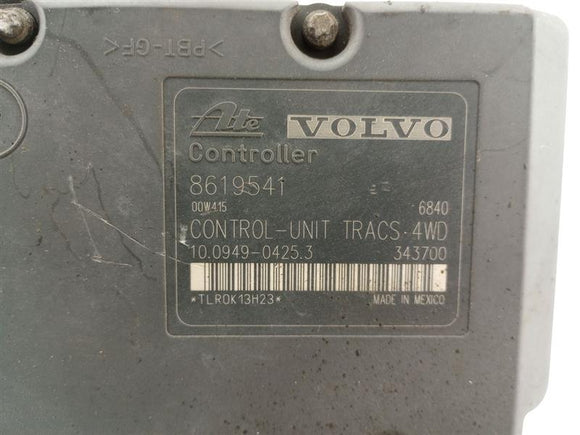 >PBT-GF<
Ate VOLVO
Controller
8619541
00W415 6840
CONTROL-UNIT TRACS 4WD
10.0949-0425.3 343700
*TLR0K13H23* MADE IN MEXICO